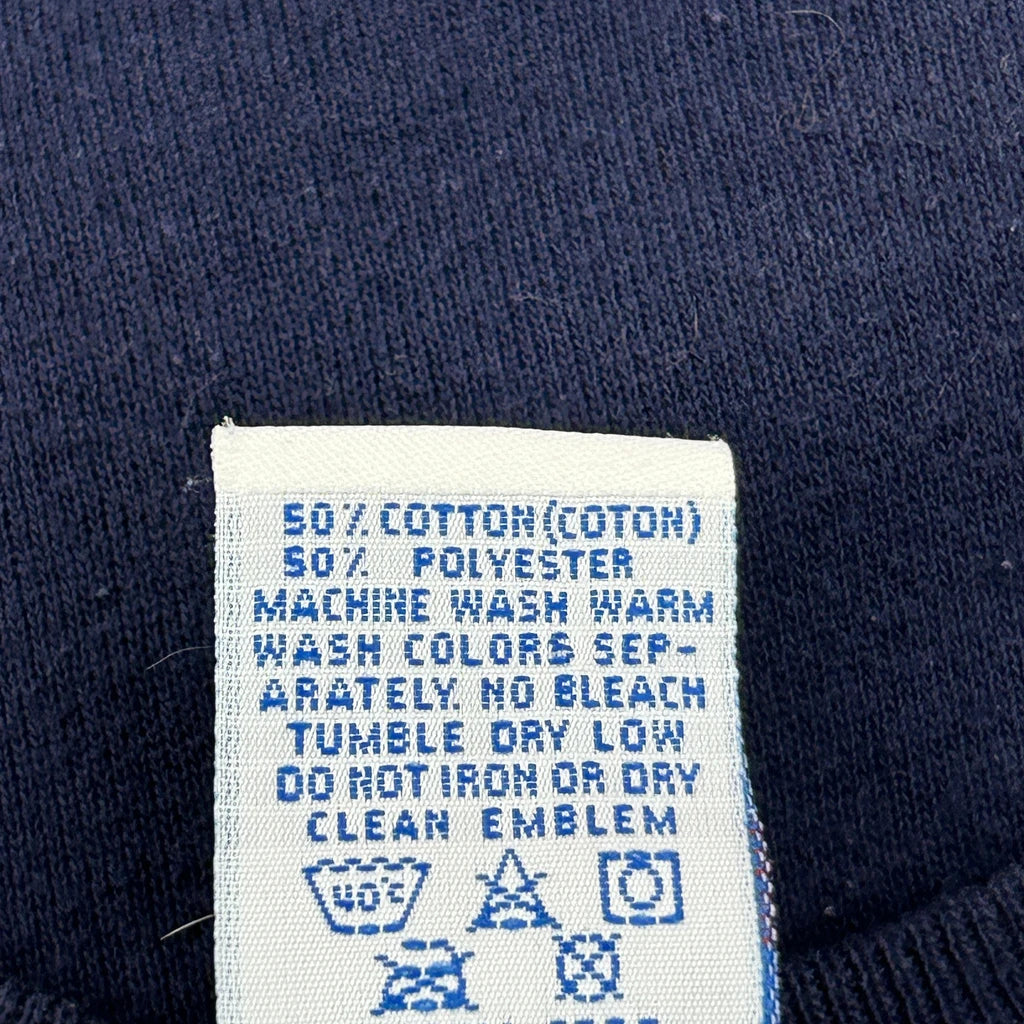 50% COTTON (COTON)
50% POLYESTER
MACHINE WASH WARM
WASH COLORS SEP-
ARATELY. NO BLEACH
TUMBLE DRY LOW
DO NOT IRON OR DRY
CLEAN EMBLEM
40°C